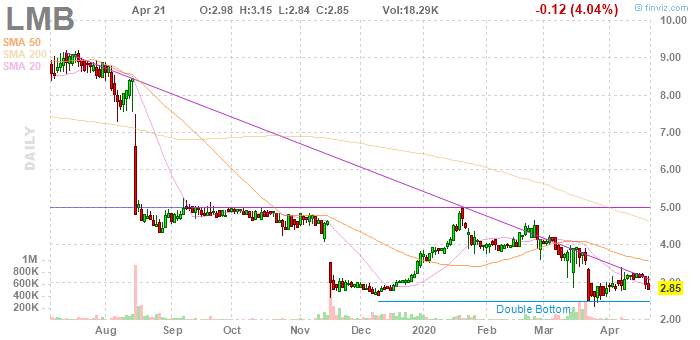 © finviz.com
LMB Apr 21 O:2.98 H:3.15 L:2.84 C:2.85 Vol:18.29K -0.12 (4.04%)
SMA 50
SMA 200
SMA 20
DAILY
9.00
8.00
7.00
6.00
5.00
4.00
3.00
2.85
2.00
1M
800K
600K
400K
200K
Double Bottom
Aug Sep Oct Nov Dec 2020 Feb Mar Apr